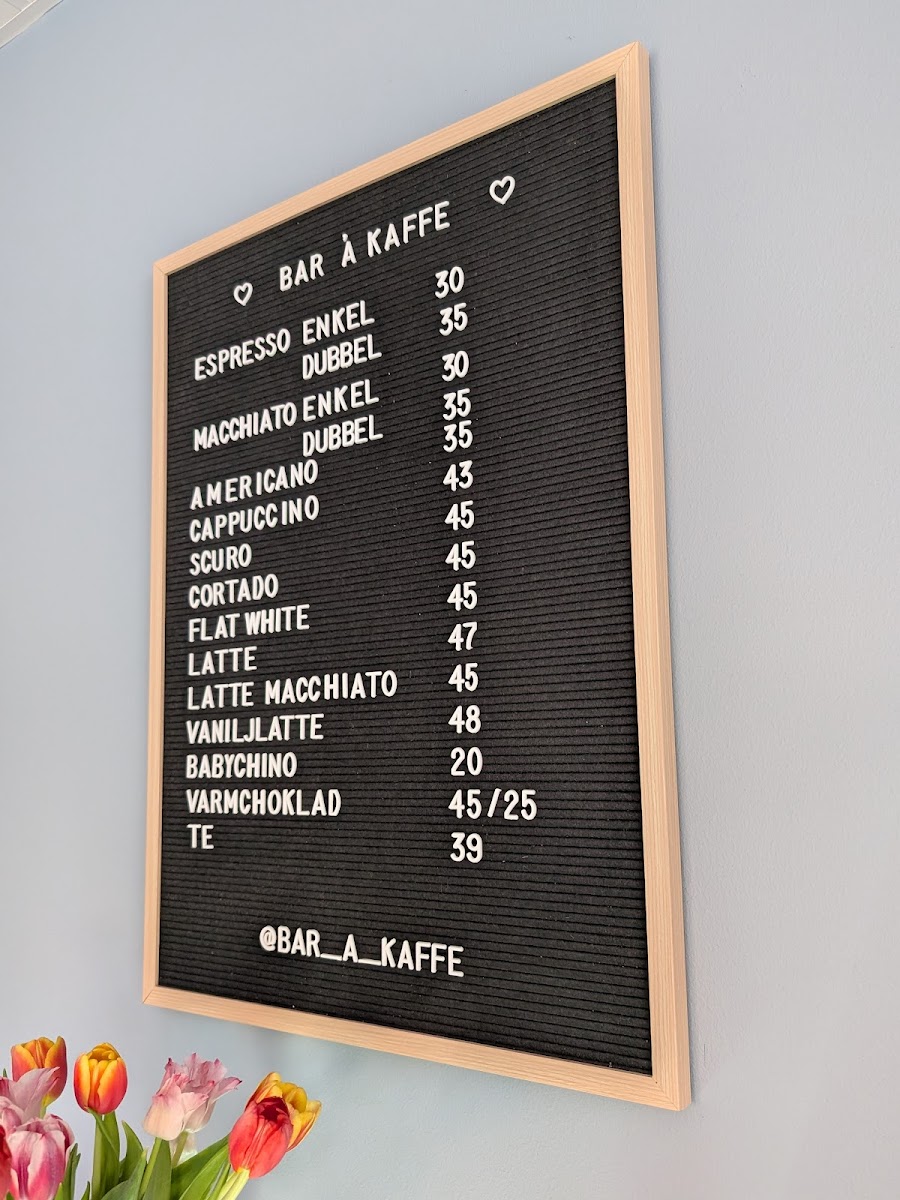 ♡ BAR À KAFFE ♡
ESPRESSO ENKEL 30
DUBBEL 35
MACCHIATO ENKEL 30
DUBBEL 35
AMERICANO 35
CAPPUCCINO 43
SCURO 45
CORTADO 45
FLAT WHITE 45
LATTE 47
LATTE MACCHIATO 45
VANILJLATTE 48
BABYCHINO 20
VARMCHOKLAD 45/25
TE 39
@BAR_A_KAFFE